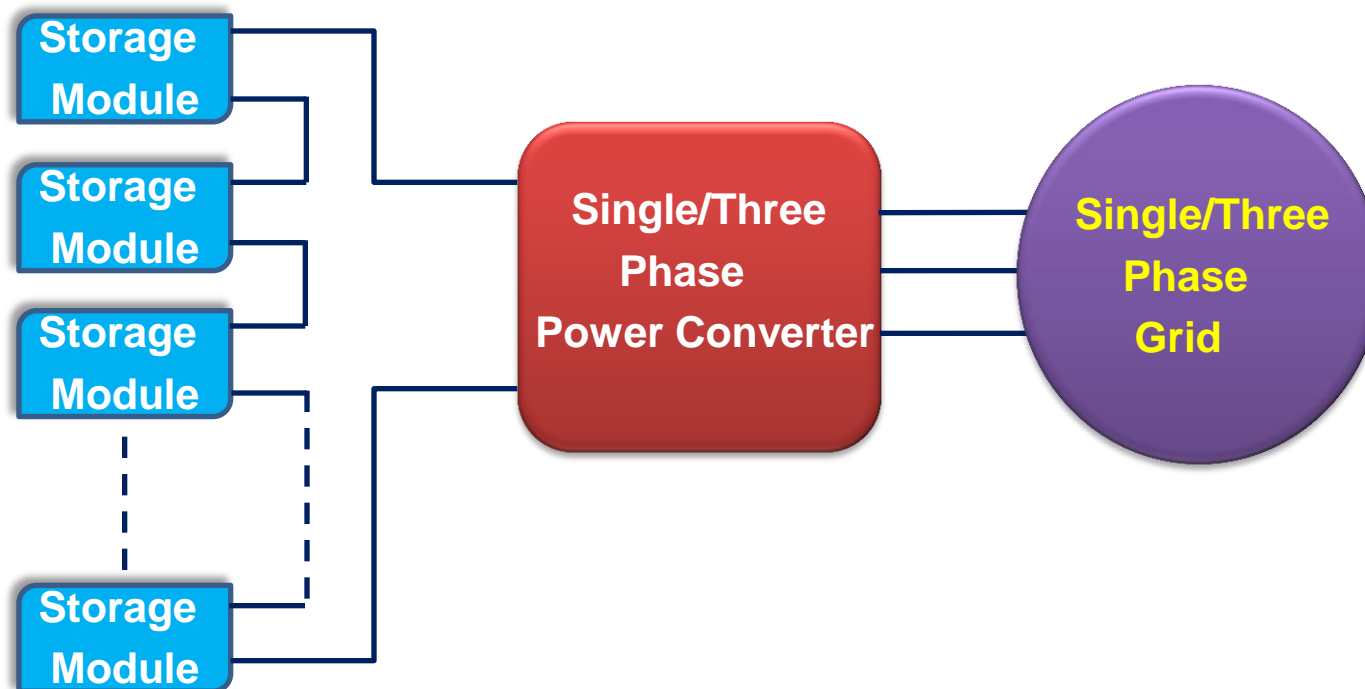 Storage
Module
Storage
Module
Storage
Module
Storage
Module
Single/Three
Phase
Power Converter
Single/Three
Phase
Grid